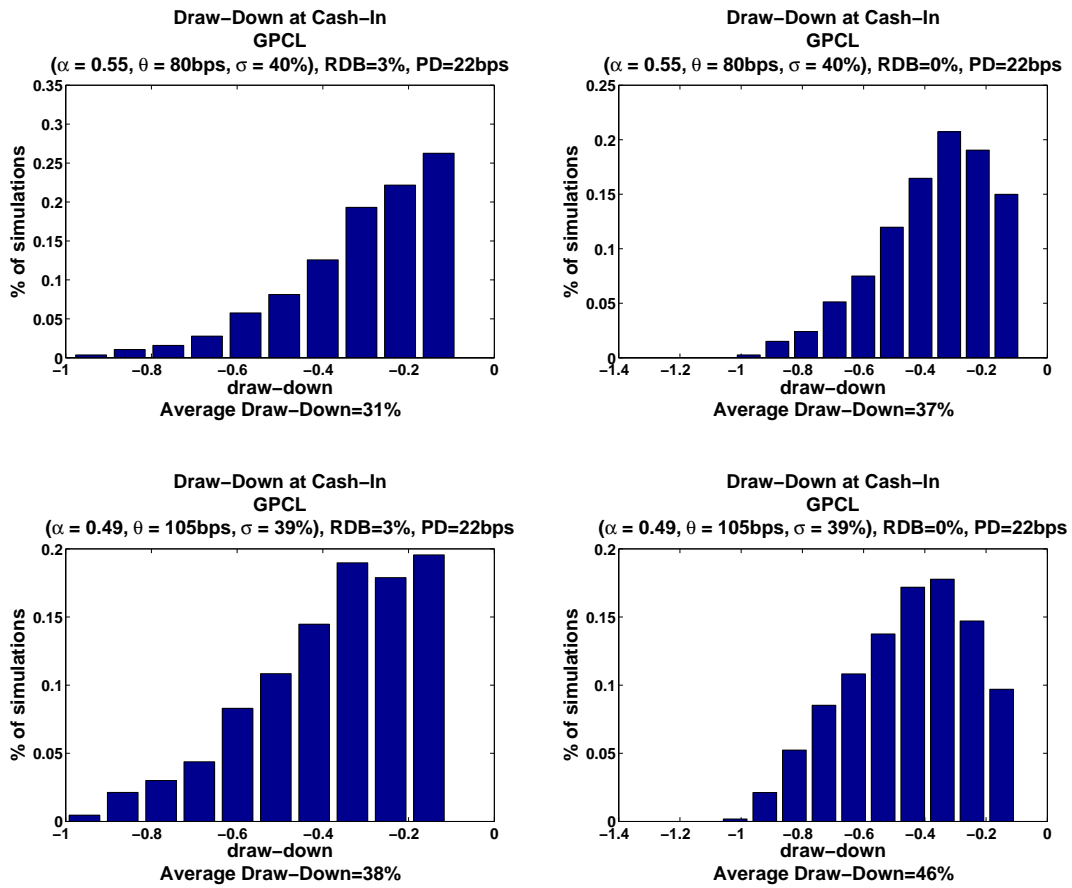 Draw−Down at Cash−In
GPCL
(α = 0.55, θ = 80bps, σ = 40%), RDB=3%, PD=22bps
0.35
0.3
0.25
0.2
0.15
0.1
0.05
0
% of simulations
−1 −0.8 −0.6 −0.4 −0.2 0
draw−down
Average Draw−Down=31%
Draw−Down at Cash−In
GPCL
(α = 0.55, θ = 80bps, σ = 40%), RDB=0%, PD=22bps
0.25
0.2
0.15
0.1
0.05
0
% of simulations
−1.4 −1.2 −1 −0.8 −0.6 −0.4 −0.2 0
draw−down
Average Draw−Down=37%
Draw−Down at Cash−In
GPCL
(α = 0.49, θ = 105bps, σ = 39%), RDB=3%, PD=22bps
0.2
0.15
0.1
0.05
0
% of simulations
−1 −0.8 −0.6 −0.4 −0.2 0
draw−down
Average Draw−Down=38%
Draw−Down at Cash−In
GPCL
(α = 0.49, θ = 105bps, σ = 39%), RDB=0%, PD=22bps
0.2
0.15
0.1
0.05
0
% of simulations
−1.4 −1.2 −1 −0.8 −0.6 −0.4 −0.2 0
draw−down
Average Draw−Down=46%